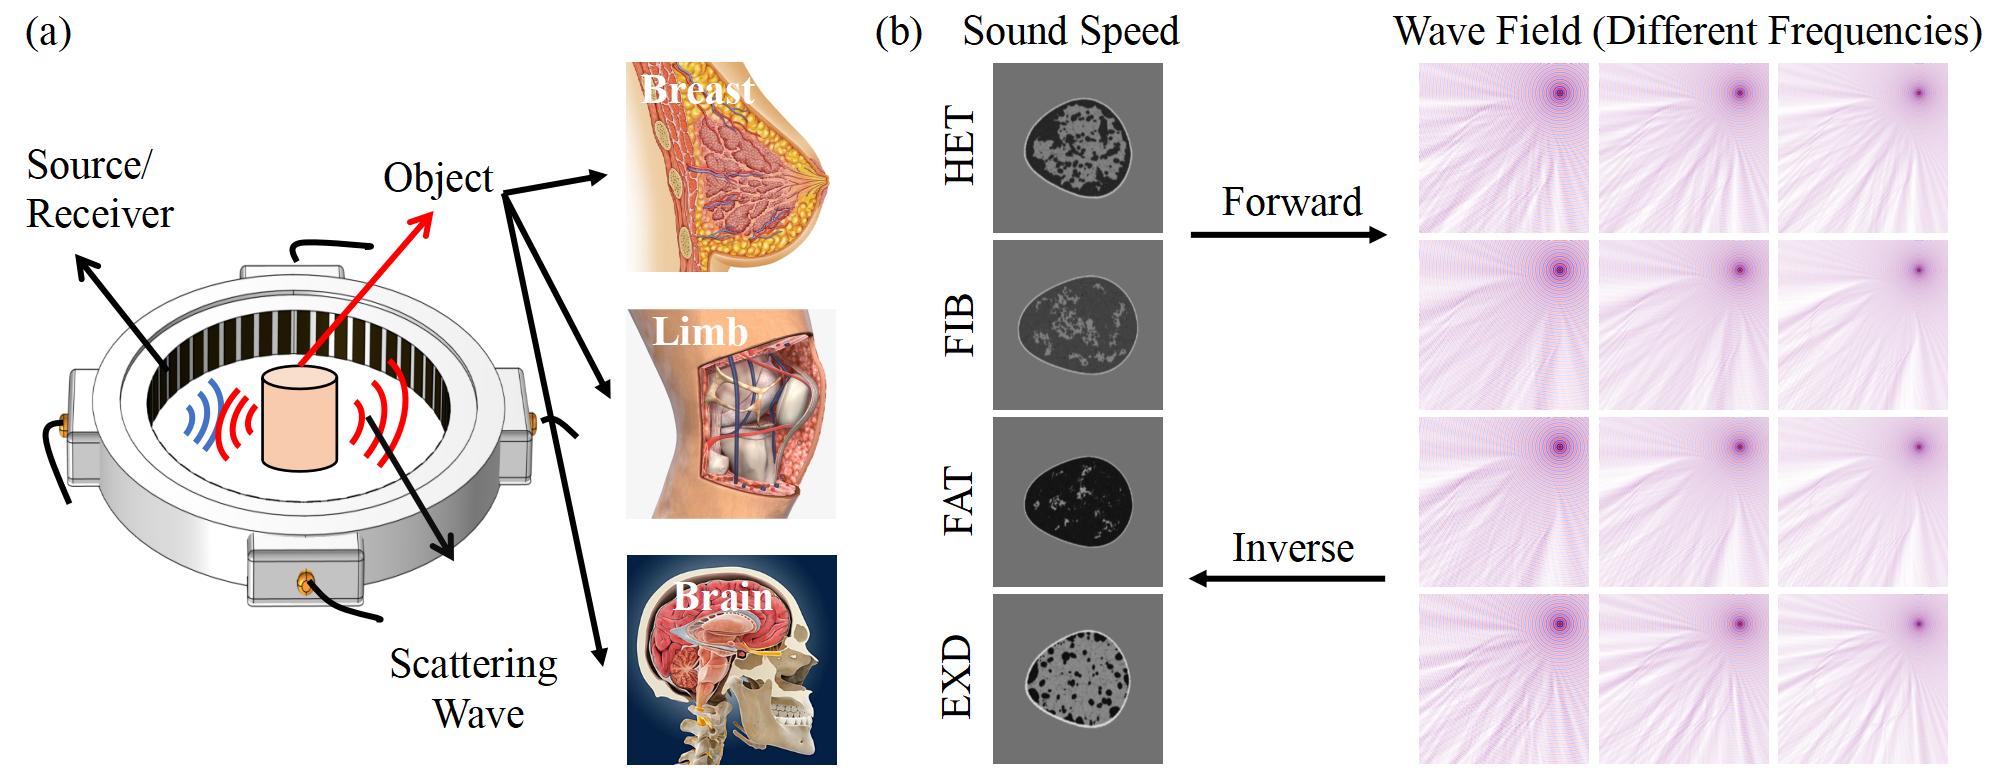 (a)
Source/
Receiver
Object
Scattering
Wave
Breast
Limb
Brain
(b)
Sound Speed
Wave Field (Different Frequencies)
HET
FIB
FAT
EXD
Forward
Inverse